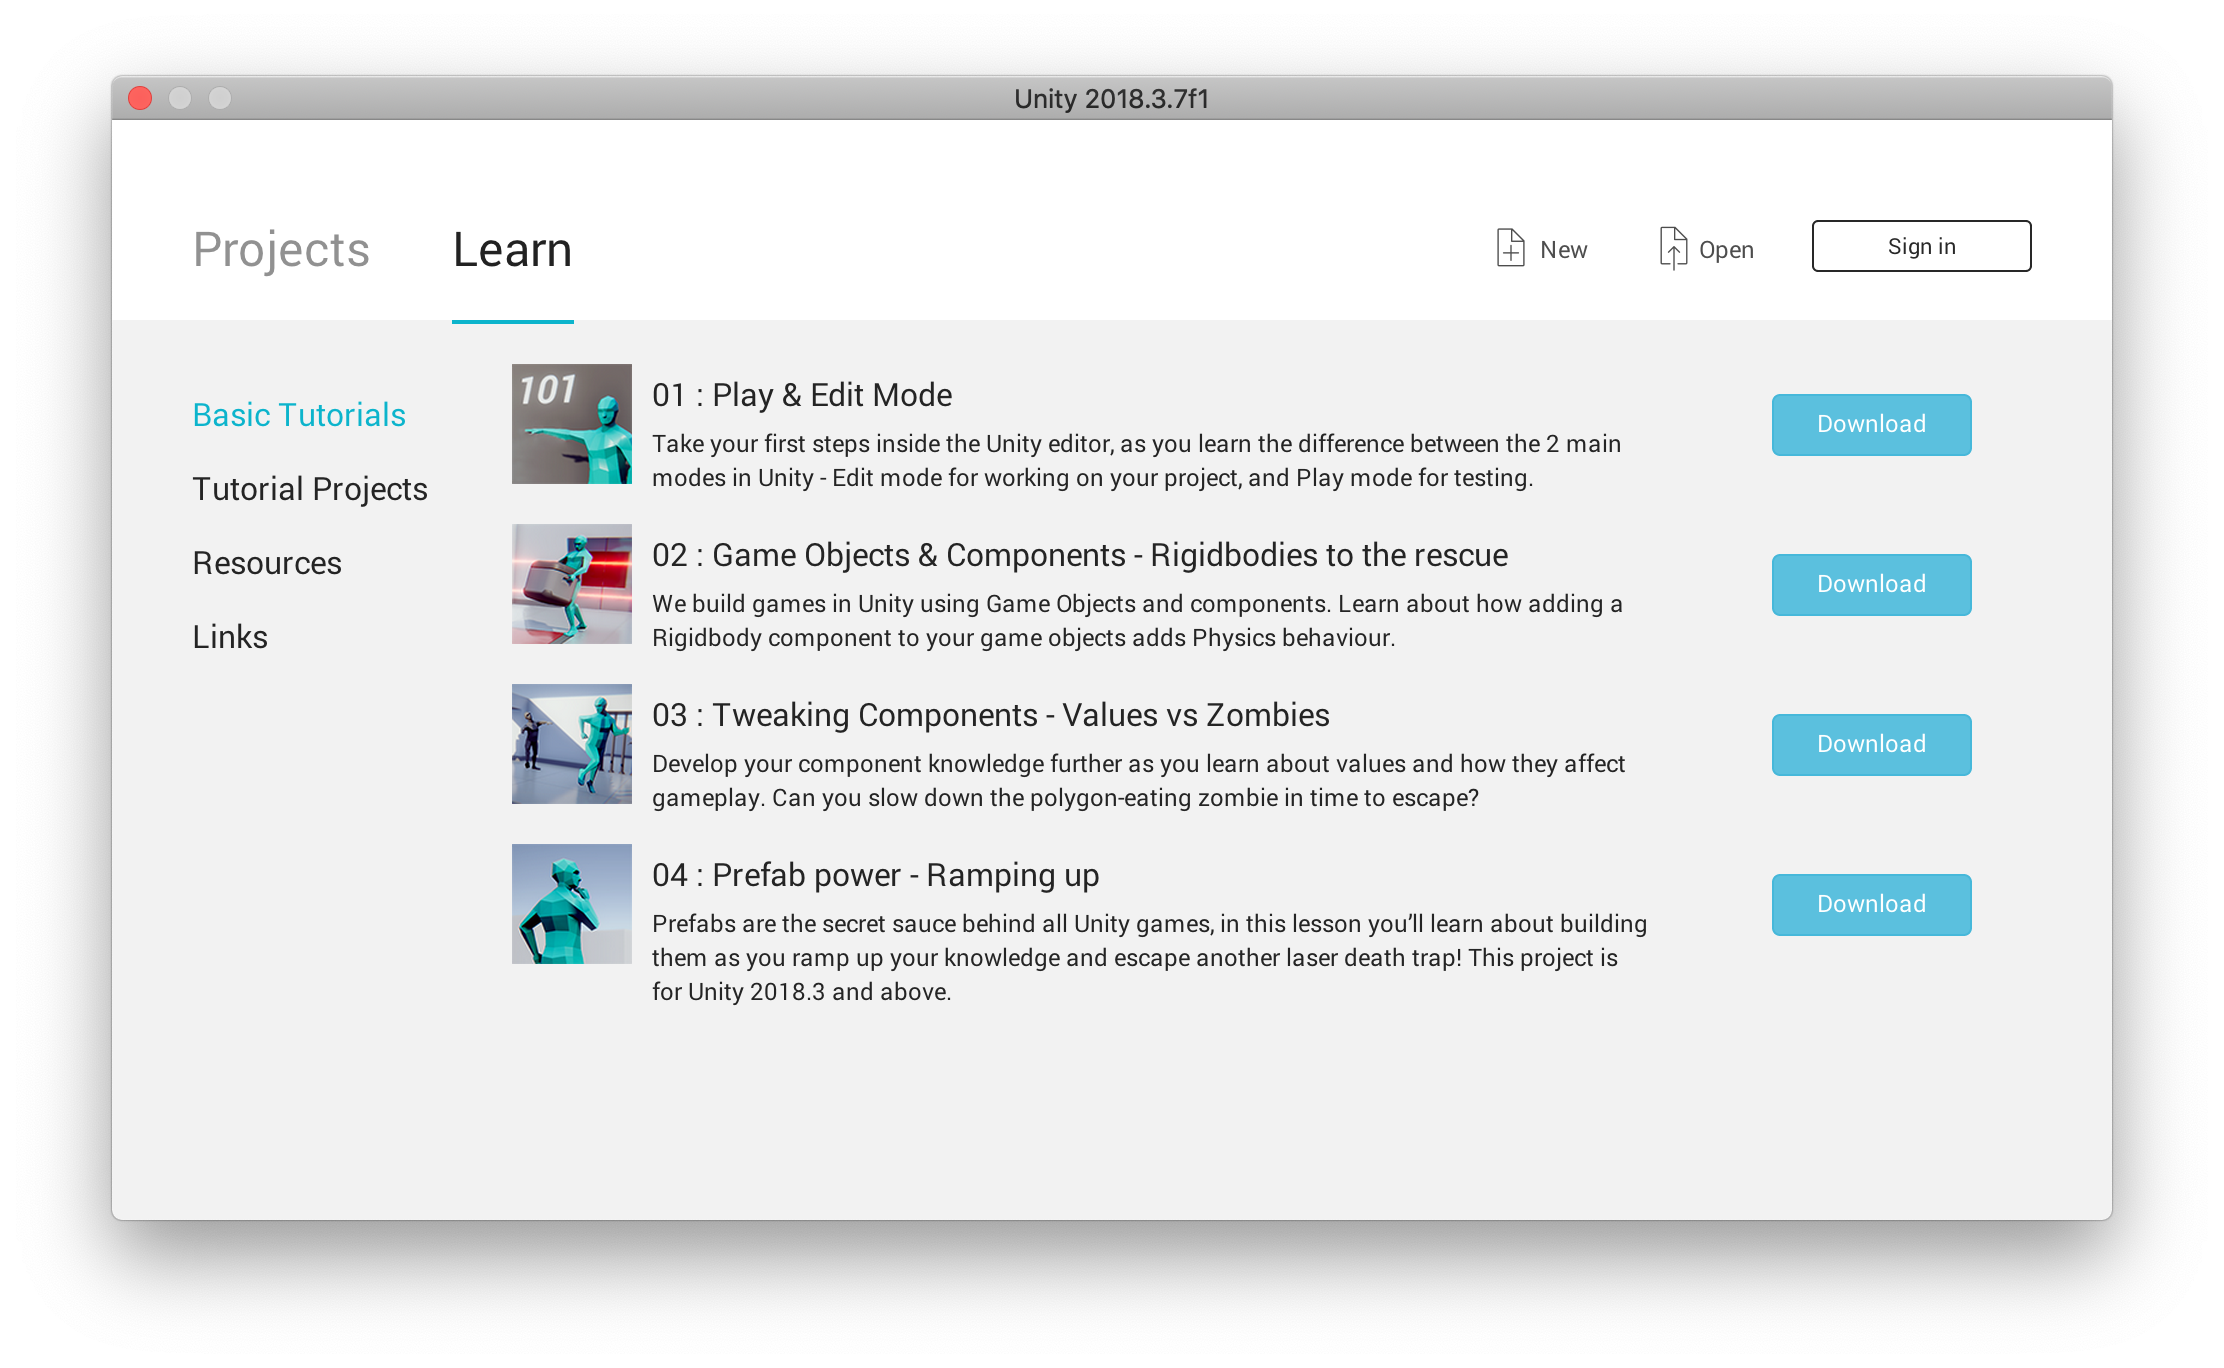 Unity 2018.3.7f1
Projects
Learn
New
Open
Sign in
Basic Tutorials
Tutorial Projects
Resources
Links
101
01 : Play & Edit Mode
Take your first steps inside the Unity editor, as you learn the difference between the 2 main
modes in Unity - Edit mode for working on your project, and Play mode for testing.
Download
02 : Game Objects & Components - Rigidbodies to the rescue
We build games in Unity using Game Objects and components. Learn about how adding a
Rigidbody component to your game objects adds Physics behaviour.
Download
03 : Tweaking Components - Values vs Zombies
Develop your component knowledge further as you learn about values and how they affect
gameplay. Can you slow down the polygon-eating zombie in time to escape?
Download
04 : Prefab power - Ramping up
Prefabs are the secret sauce behind all Unity games, in this lesson you’ll learn about building
them as you ramp up your knowledge and escape another laser death trap! This project is
for Unity 2018.3 and above.
Download